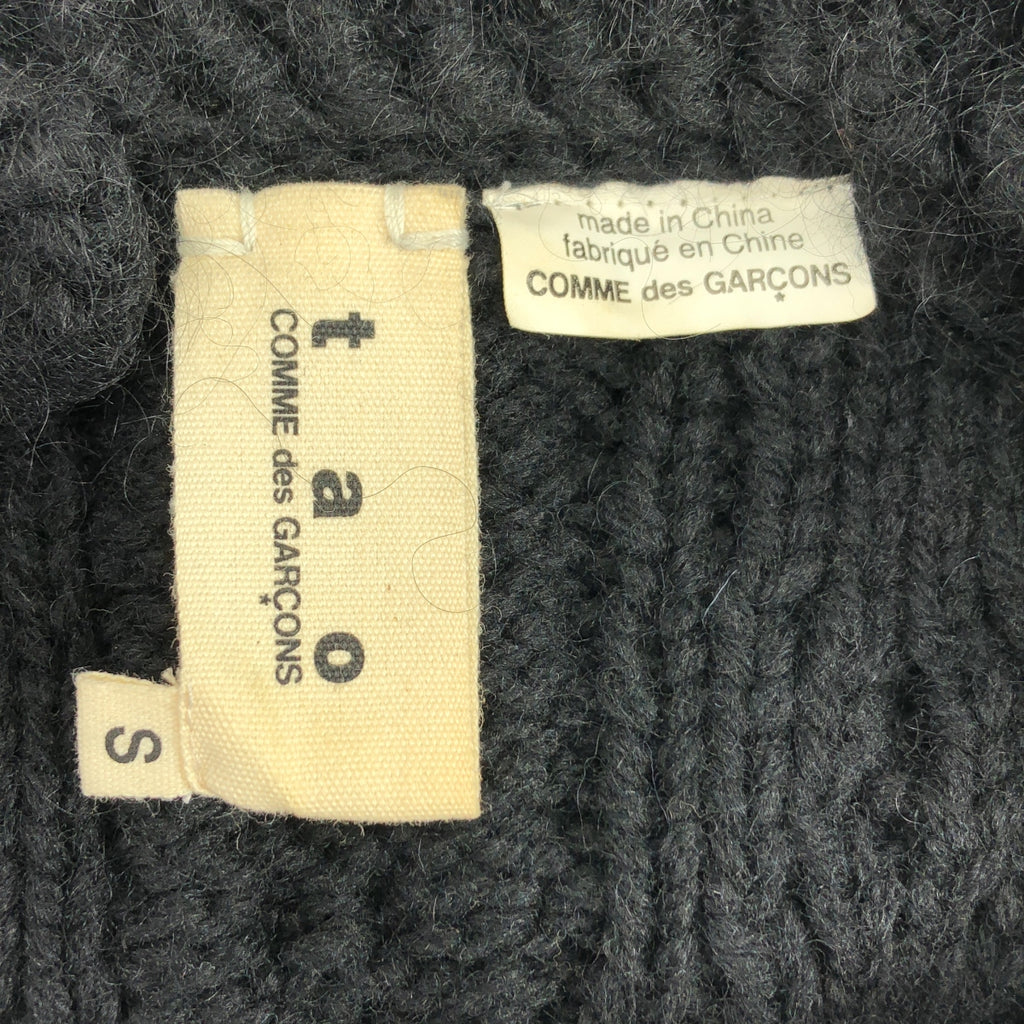 t a o
COMME des GARÇONS
S
made in China
fabriqué en Chine
COMME des GARÇONS